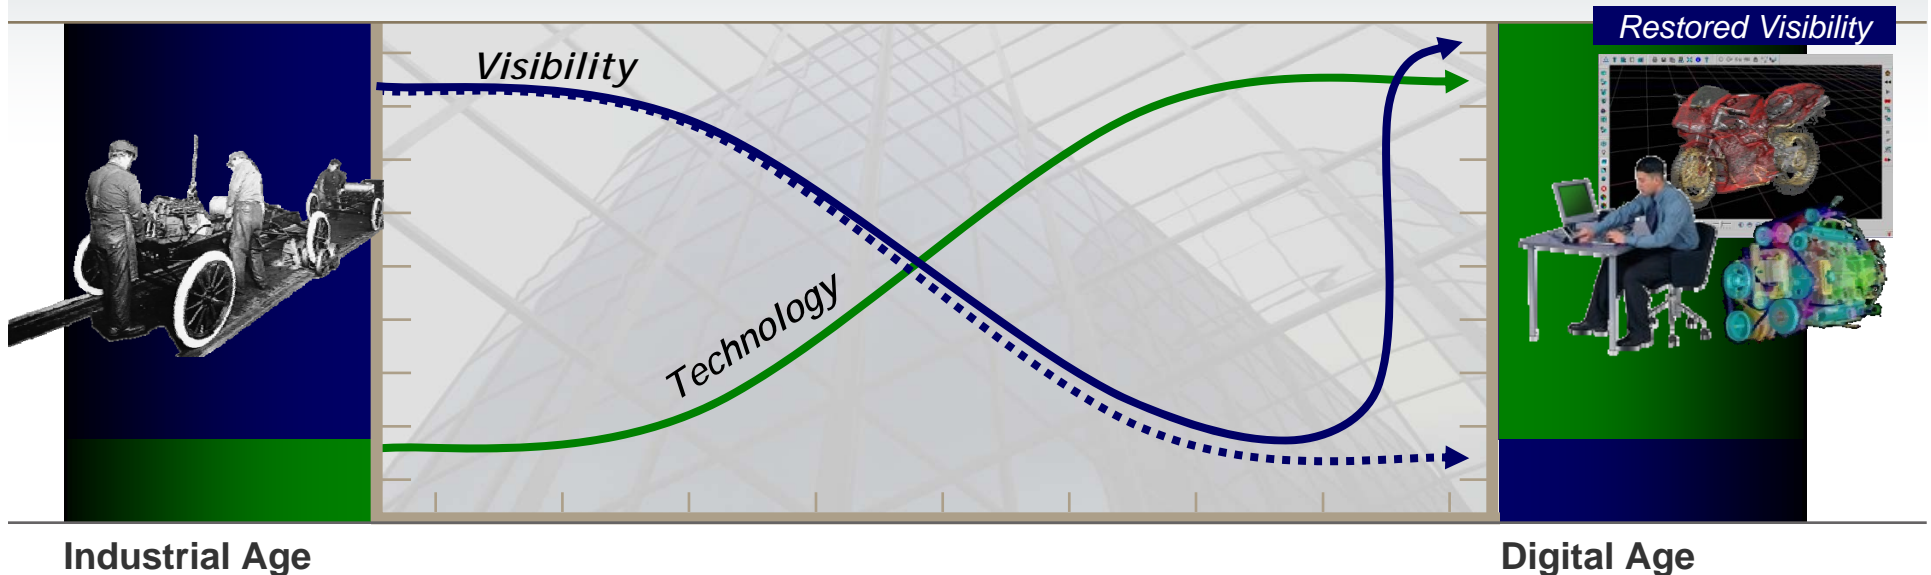 Restored Visibility
Visibility
Technology
Industrial Age
Digital Age